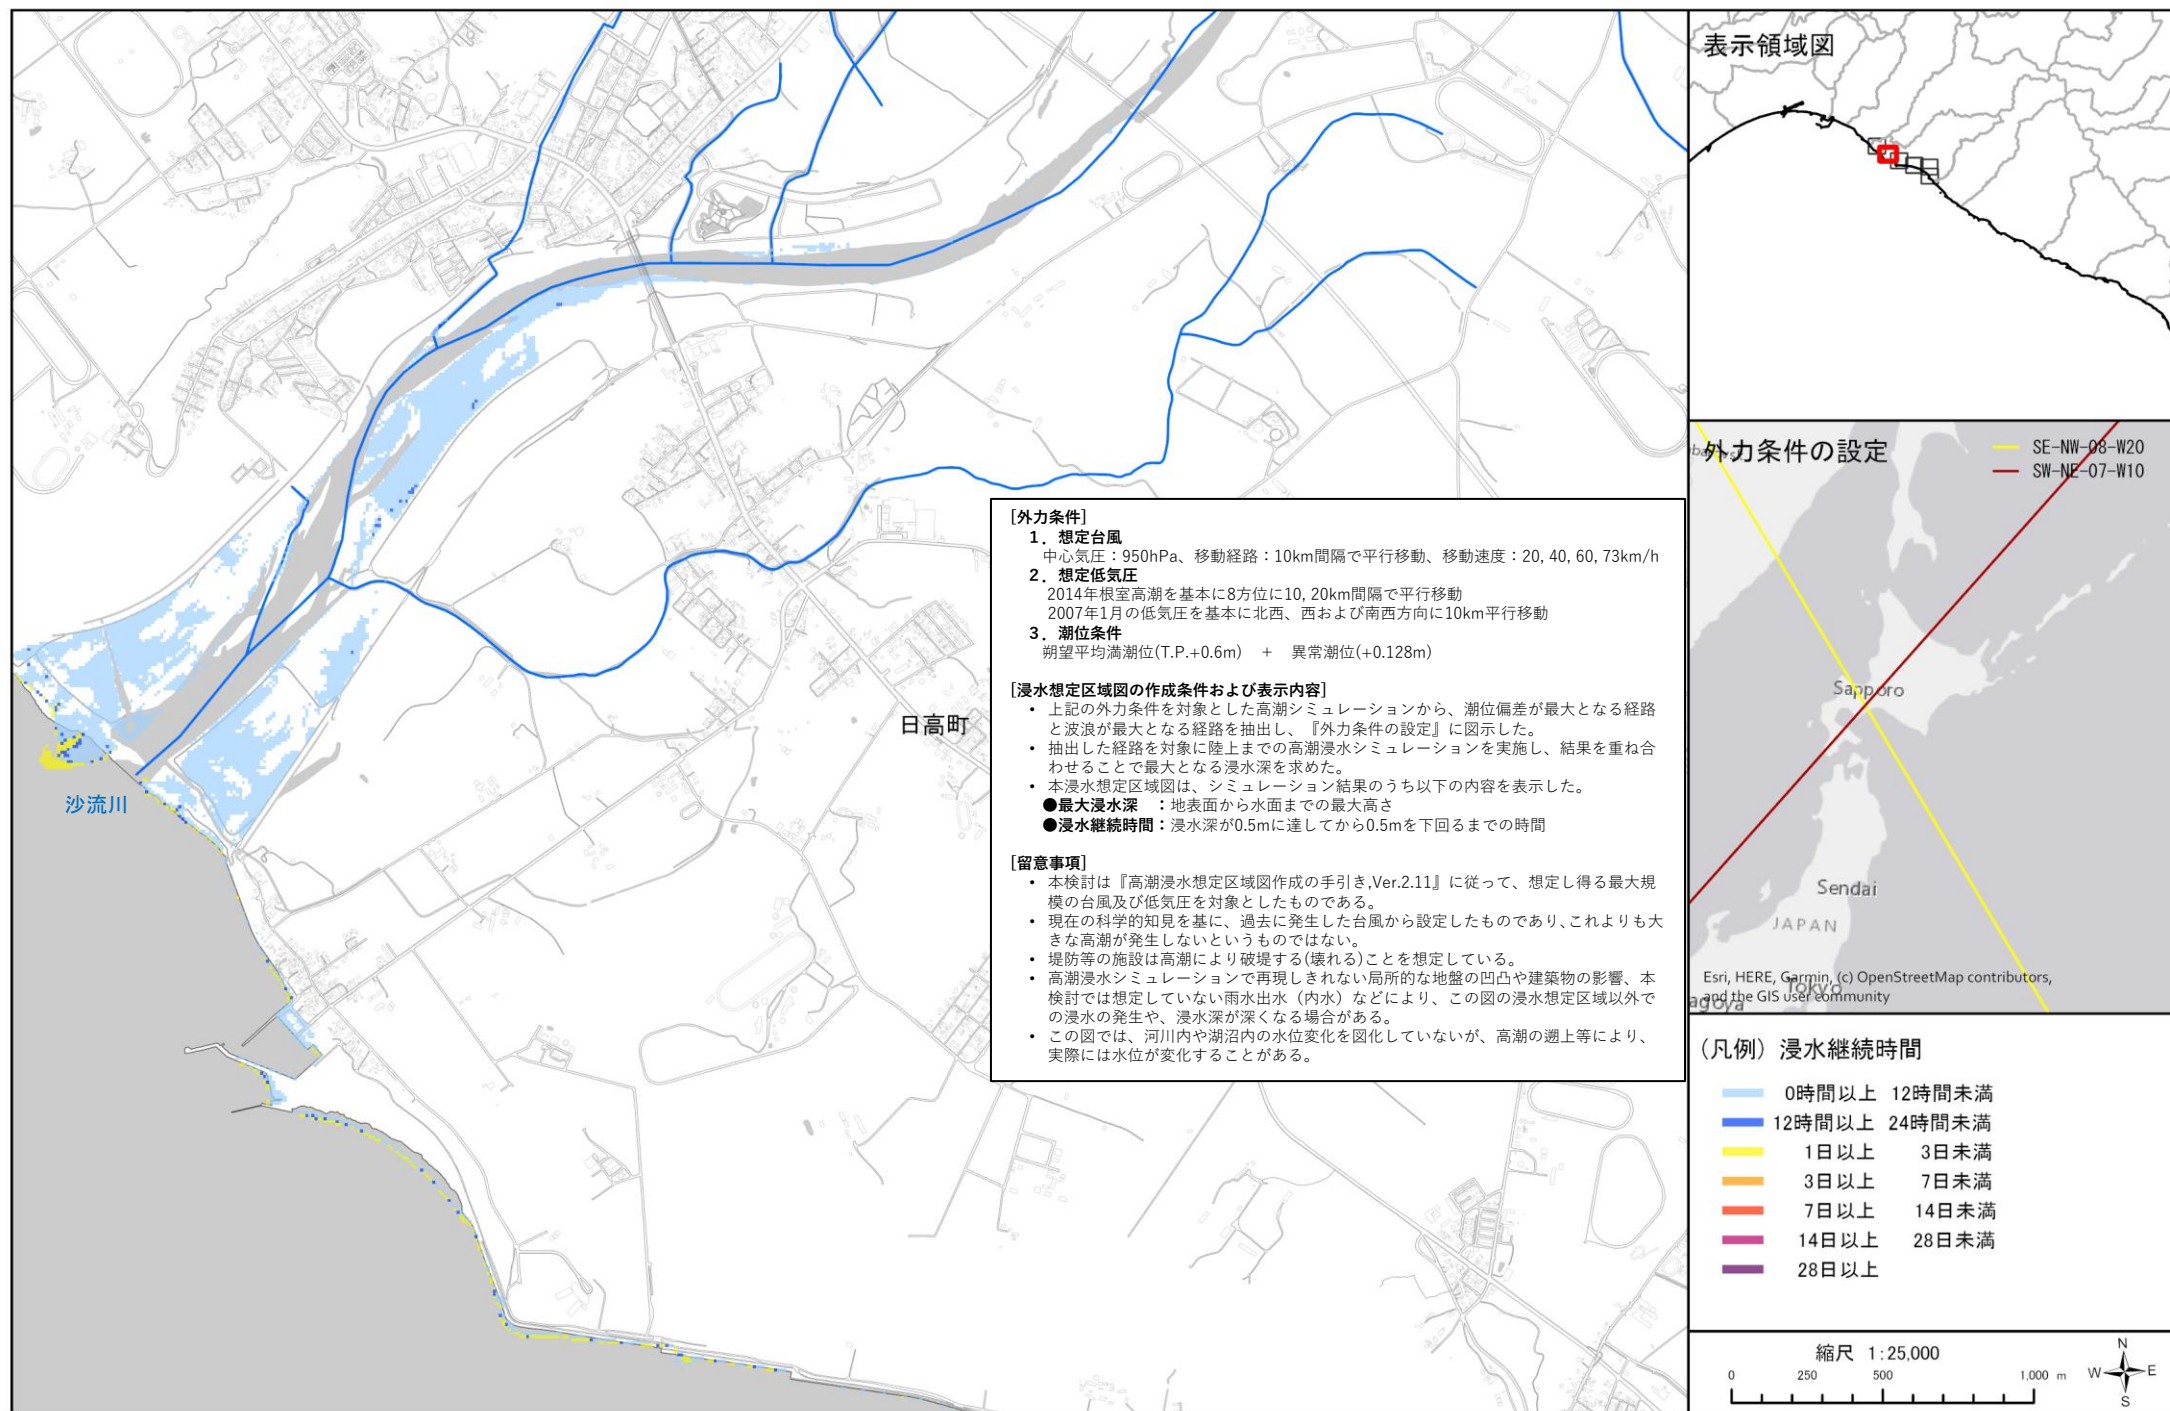 沙流川
日高町
[外力条件]
1．想定台風
中心気圧：950hPa、移動経路：10km間隔で平行移動、移動速度：20, 40, 60, 73km/h
2．想定低気圧
2014年根室高潮を基本に8方位に10, 20km間隔で平行移動
2007年1月の低気圧を基本に北西、西および南西方向に10km平行移動
3．潮位条件
朔望平均満潮位(T.P.+0.6m)　+　異常潮位(+0.128m)
[浸水想定区域図の作成条件および表示内容]
• 上記の外力条件を対象とした高潮シミュレーションから、潮位偏差が最大となる経路
と波浪が最大となる経路を抽出し、『外力条件の設定』に図示した。
• 抽出した経路を対象に陸上までの高潮浸水シミュレーションを実施し、結果を重ね合
わせることで最大となる浸水深を求めた。
• 本浸水想定区域図は、シミュレーション結果のうち以下の内容を表示した。
●最大浸水深　：地表面から水面までの最大高さ
●浸水継続時間：浸水深が0.5mに達してから0.5mを下回るまでの時間
[留意事項]
• 本検討は『高潮浸水想定区域図作成の手引き,Ver.2.11』に従って、想定し得る最大規
模の台風及び低気圧を対象としたものである。
• 現在の科学的知見を基に、過去に発生した台風から設定したものであり、これよりも大
きな高潮が発生しないというものではない。
• 堤防等の施設は高潮により破堤する(壊れる)ことを想定している。
• 高潮浸水シミュレーションで再現しきれない局所的な地盤の凹凸や建築物の影響、本
検討では想定していない雨水出水（内水）などにより、この図の浸水想定区域以外で
の浸水の発生や、浸水深が深くなる場合がある。
• この図では、河川内や湖沼内の水位変化を図化していないが、高潮の遡上等により、
実際には水位が変化することがある。
表示領域図
外力条件の設定
SE-NW-08-W20
SW-NE-07-W10
Sapporo
Sendai
JAPAN
Tokyo
agoya
Esri, HERE, Garmin, (c) OpenStreetMap contributors,
and the GIS user community
（凡例）浸水継続時間
0時間以上 12時間未満
12時間以上 24時間未満
1日以上 3日未満
3日以上 7日未満
7日以上 14日未満
14日以上 28日未満
28日以上
縮尺 1:25,000
0 250 500 1,000 m
N
W E
S